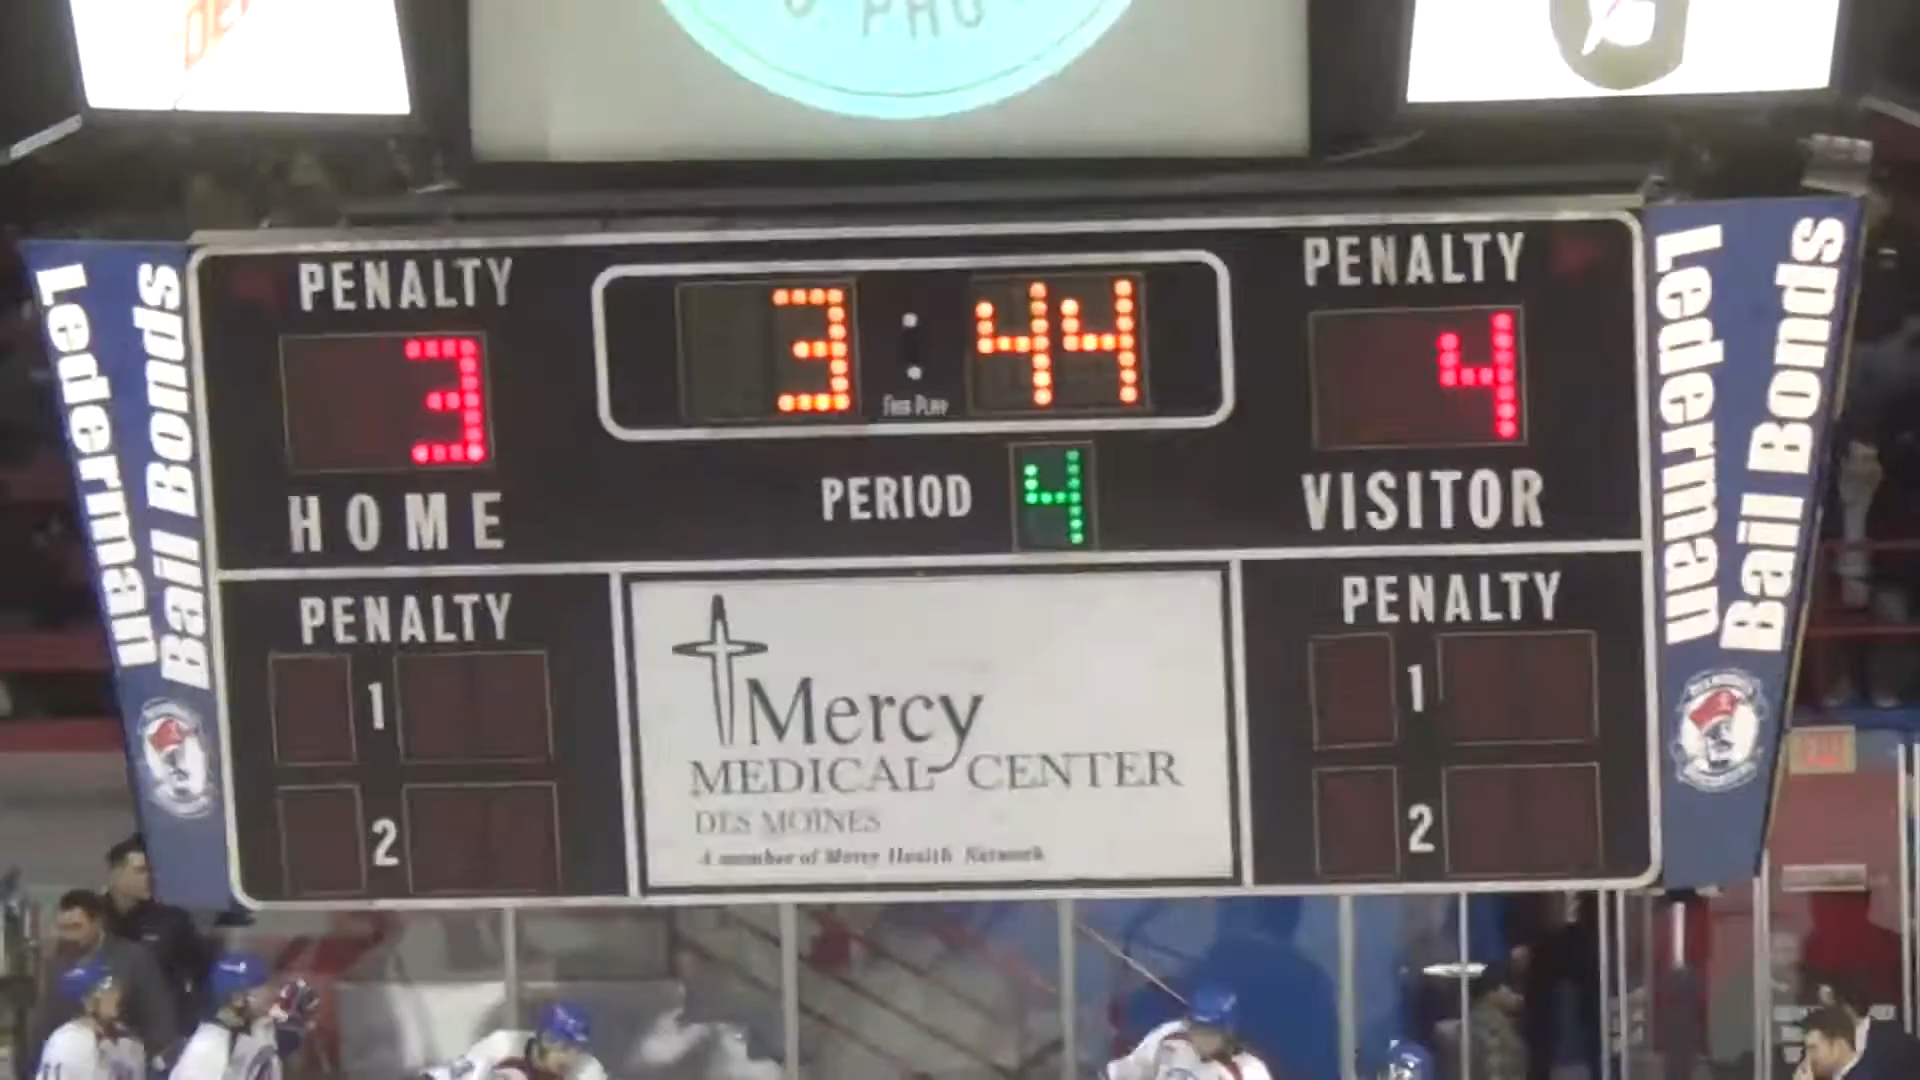 PENALTY
3:44
PENALTY
3
4
HOME
PERIOD 4
VISITOR
PENALTY
1
2
Mercy
MEDICAL CENTER
DES MOINES
A member of Mercy Health Network
PENALTY
1
2
Lederman
Bail Bonds
Lederman
Bail Bonds